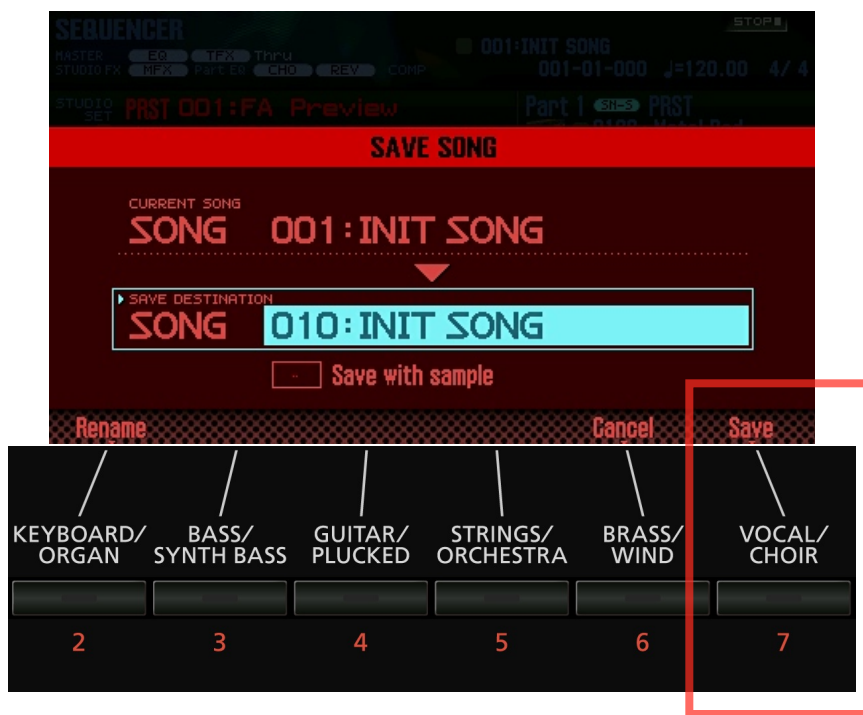 SEQUENCER
STOP
MASTER EQ TFX Thru
001:INIT SONG
STUDIO FX MFX Part EQ CHO REV COMP
001-01-000 ♩=120.00 4/4
STUDIO SET PRST 001:FA Preview
Part 1 SN-S PRST
SAVE SONG
CURRENT SONG
SONG 001:INIT SONG
SAVE DESTINATION
SONG 010:INIT SONG
Save with sample
Rename Cancel Save
KEYBOARD/ BASS/ GUITAR/ STRINGS/ BRASS/ VOCAL/
ORGAN SYNTH BASS PLUCKED ORCHESTRA WIND CHOIR
2 3 4 5 6 7